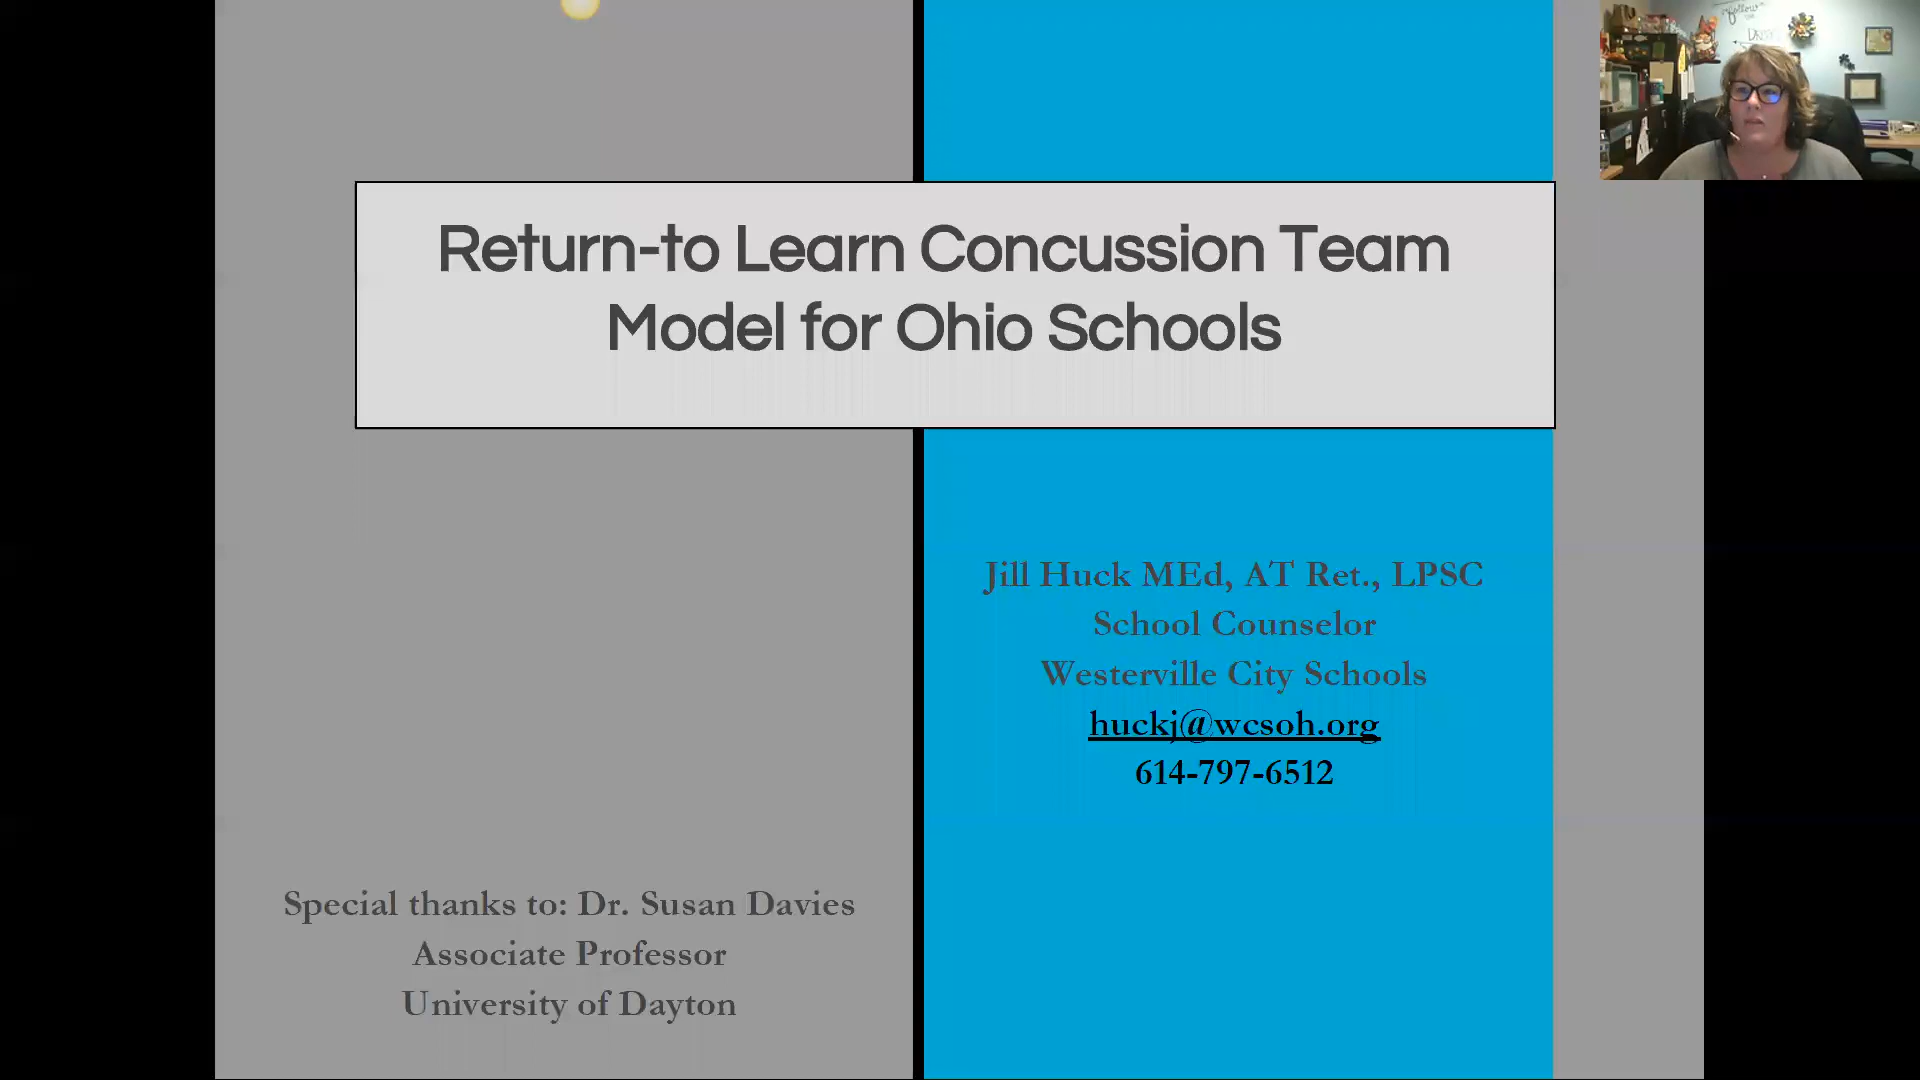 Return-to Learn Concussion Team
Model for Ohio Schools
Jill Huck MEd, AT Ret., LPSC
School Counselor
Westerville City Schools
huckj@wcsoh.org
614-797-6512
Special thanks to: Dr. Susan Davies
Associate Professor
University of Dayton